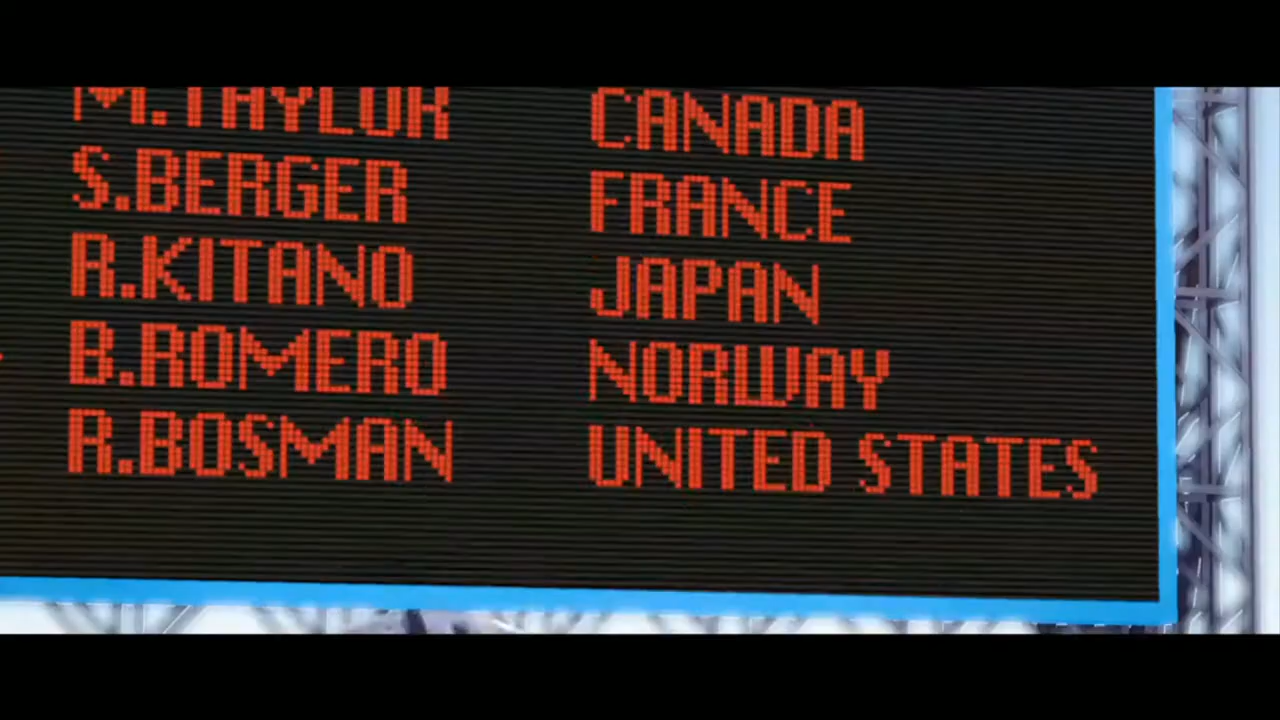 M.TAYLOR CANADA
S.BERGER FRANCE
R.KITANO JAPAN
B.ROMERO NORWAY
R.BOSMAN UNITED STATES